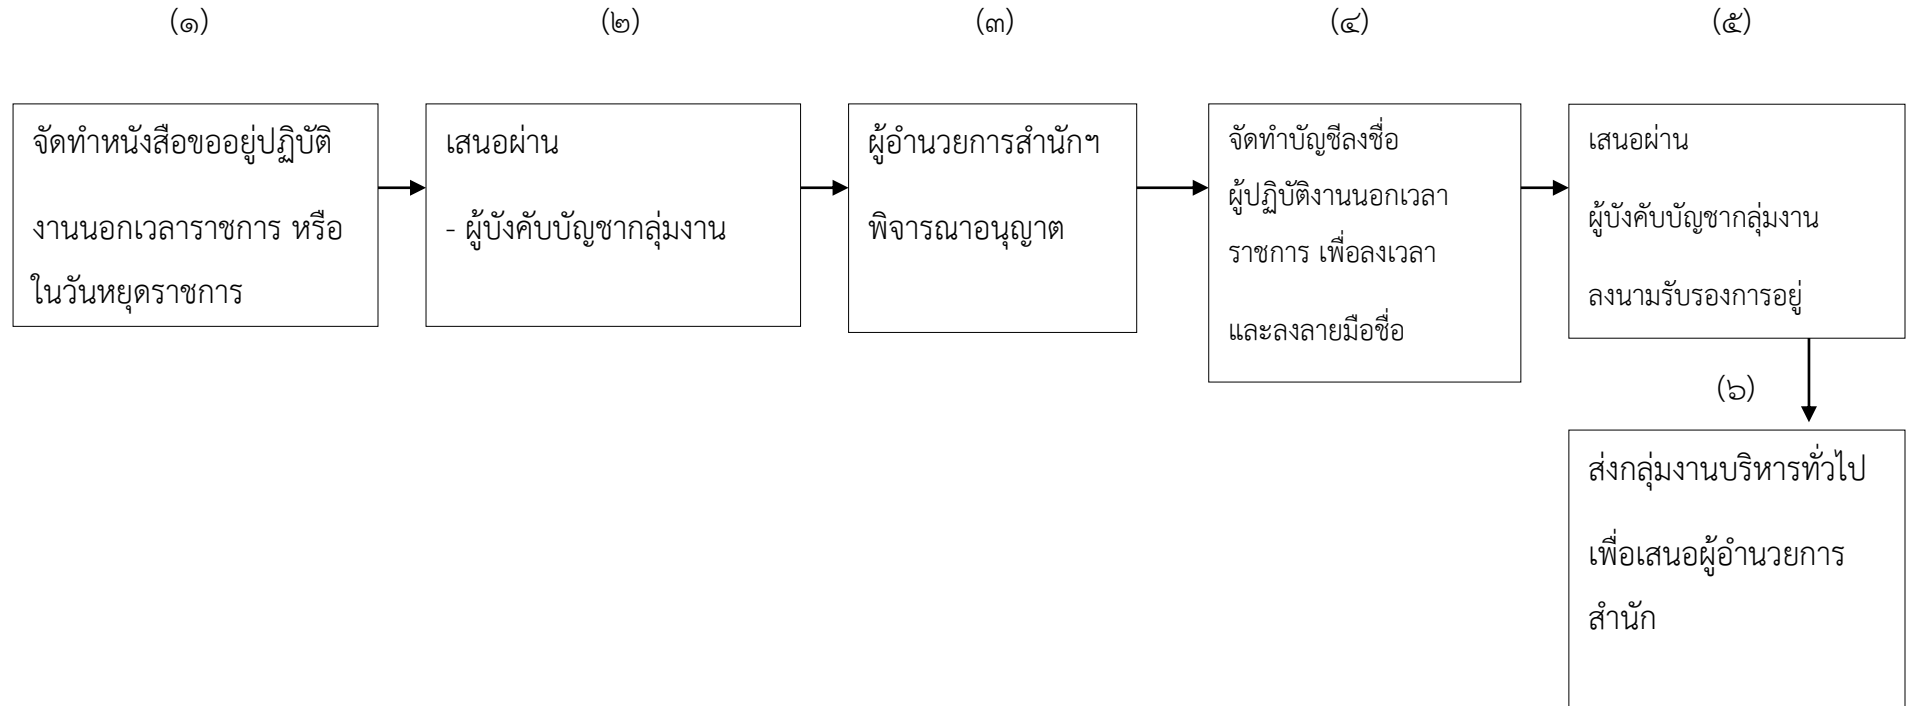 (๑)
จัดทำหนังสือขออยู่ปฏิบัติ
งานนอกเวลาราชการ หรือ
ในวันหยุดราชการ
(๒)
เสนอผ่าน
- ผู้บังคับบัญชากลุ่มงาน
(๓)
ผู้อำนวยการสำนักฯ
พิจารณาอนุญาต
(๔)
จัดทำบัญชีลงชื่อ
ผู้ปฏิบัติงานนอกเวลา
ราชการ เพื่อลงเวลา
และลงลายมือชื่อ
(๕)
เสนอผ่าน
ผู้บังคับบัญชากลุ่มงาน
ลงนามรับรองการอยู่
(๖)
ส่งกลุ่มงานบริหารทั่วไป
เพื่อเสนอผู้อำนวยการ
สำนัก